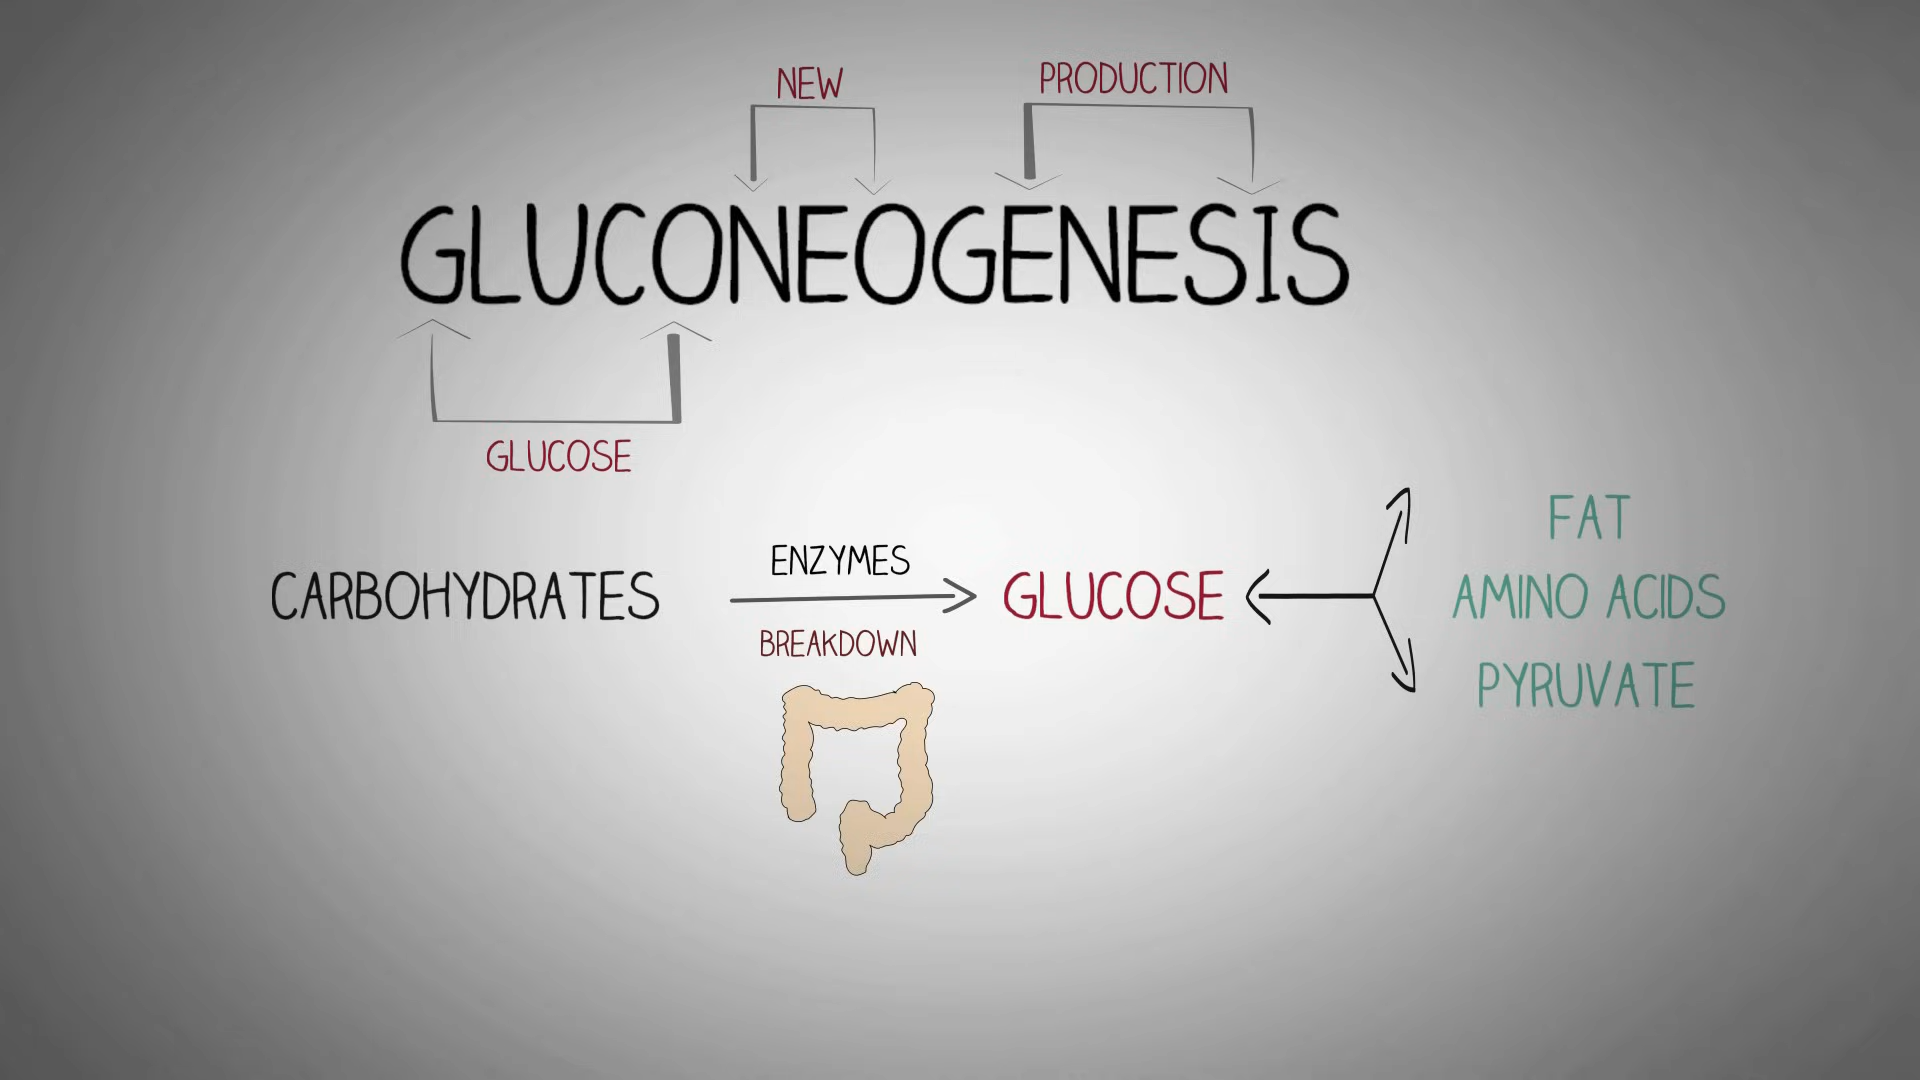 NEW
PRODUCTION
GLUCONEOGENESIS
GLUCOSE
CARBOHYDRATES
ENZYMES
BREAKDOWN
GLUCOSE
FAT
AMINO ACIDS
PYRUVATE